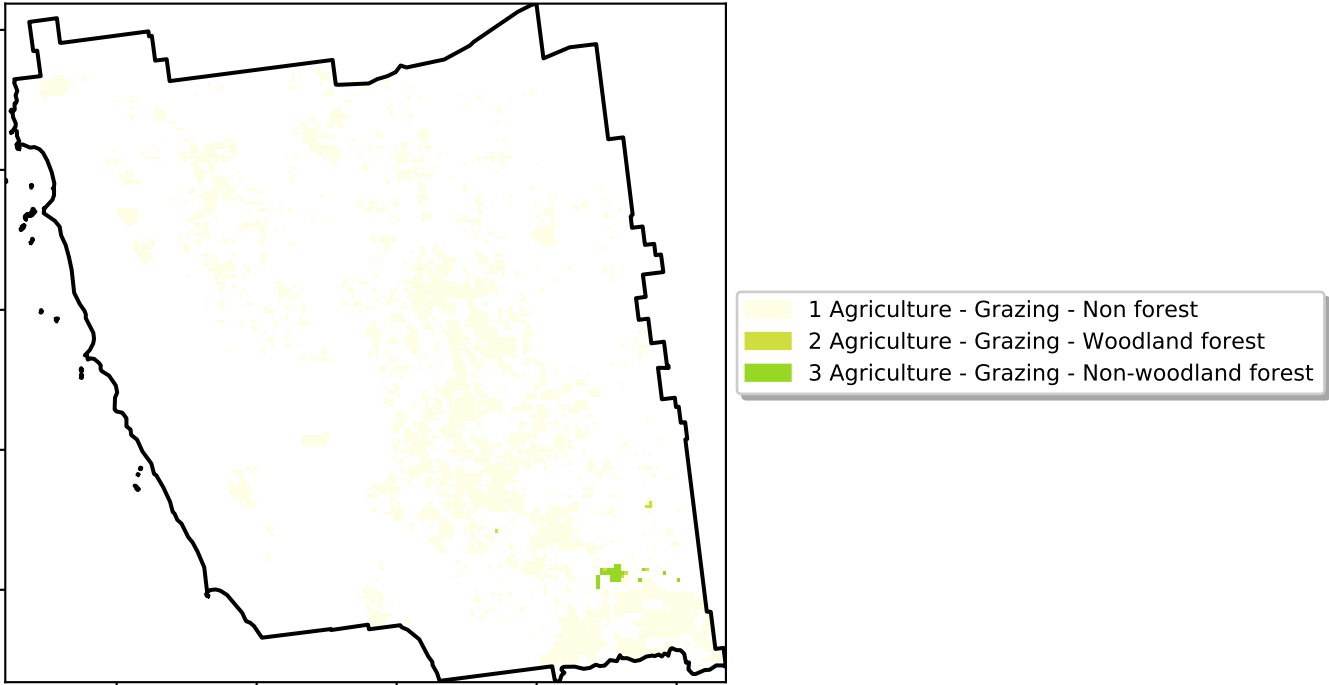 1 Agriculture - Grazing - Non forest
2 Agriculture - Grazing - Woodland forest
3 Agriculture - Grazing - Non-woodland forest